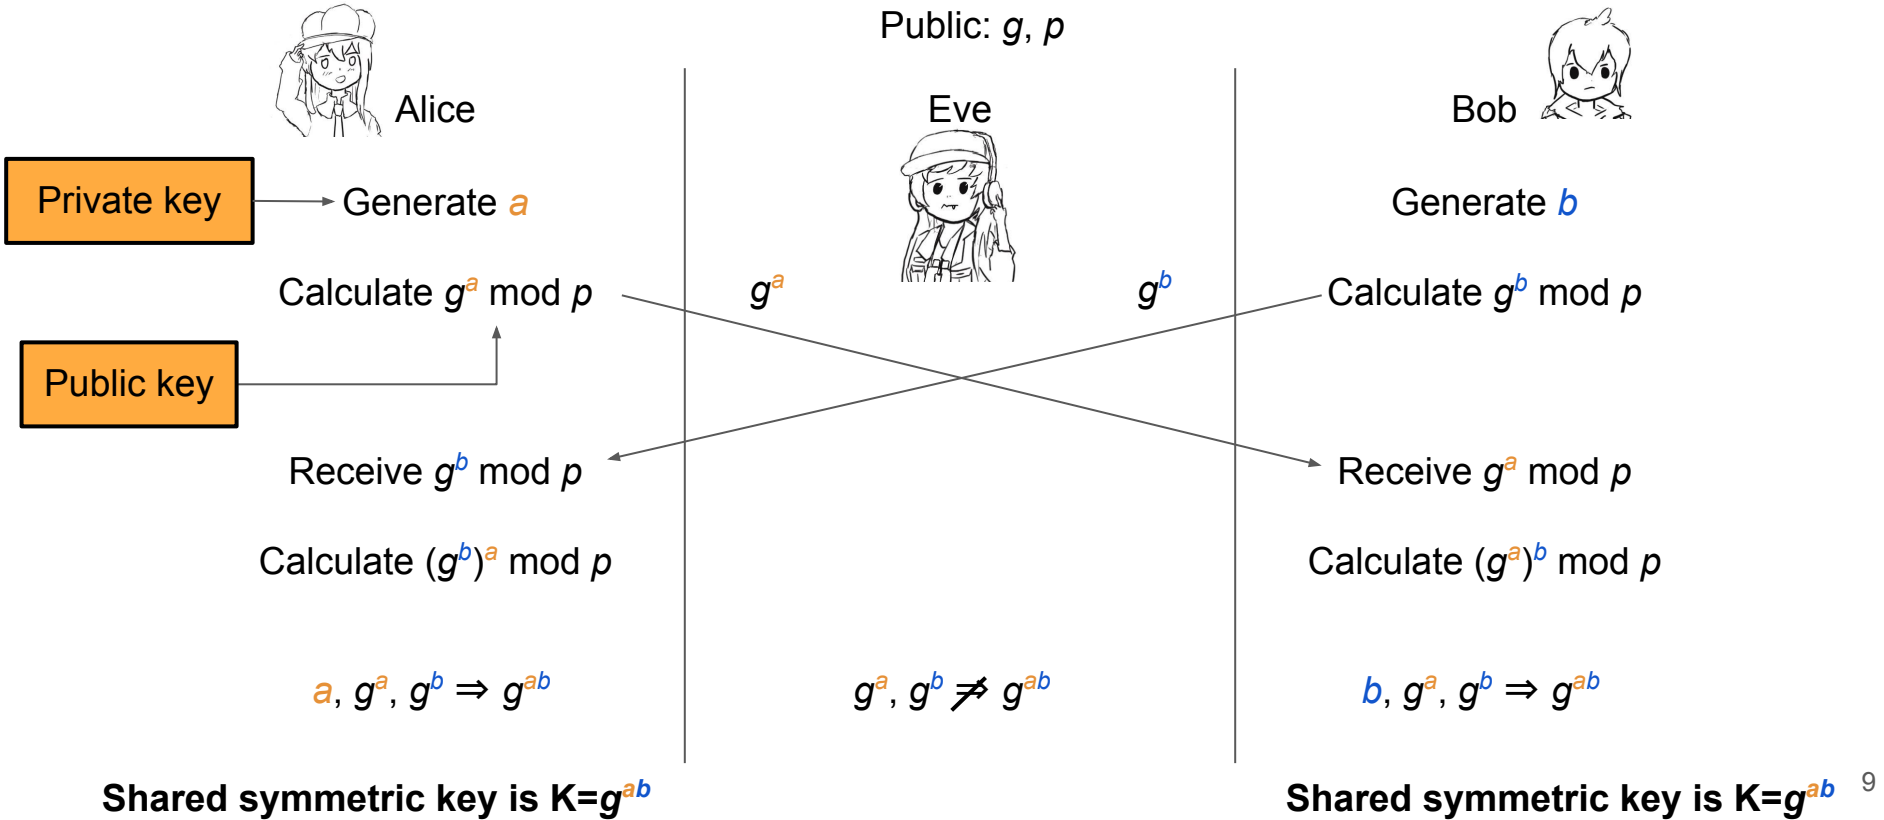 Public: g, p
Alice
Eve
Bob
Private key
Generate a
Generate b
Calculate gᵃ mod p
gᵃ
gᵇ
Calculate gᵇ mod p
Public key
Receive gᵇ mod p
Receive gᵃ mod p
Calculate (gᵇ)ᵃ mod p
Calculate (gᵃ)ᵇ mod p
a, gᵃ, gᵇ ⇒ gᵃᵇ
gᵃ, gᵇ ⇏ gᵃᵇ
b, gᵃ, gᵇ ⇒ gᵃᵇ
Shared symmetric key is K=gᵃᵇ
Shared symmetric key is K=gᵃᵇ
9